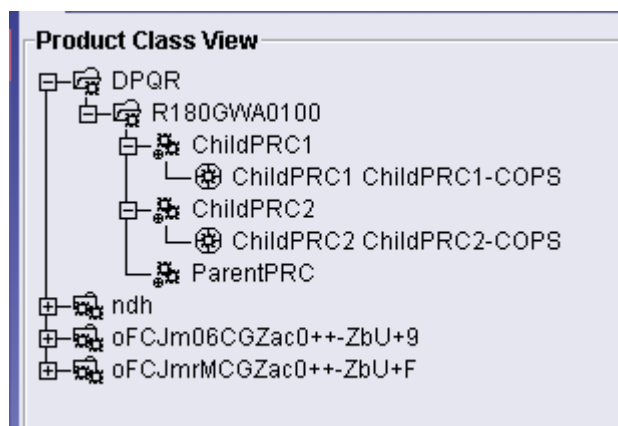 Product Class View
DPQR
R180GWA0100
ChildPRC1
ChildPRC1 ChildPRC1-COPS
ChildPRC2
ChildPRC2 ChildPRC2-COPS
ParentPRC
ndh
oFCJm06CGZac0++-ZbU+9
oFCJmrMCGZac0++-ZbU+F